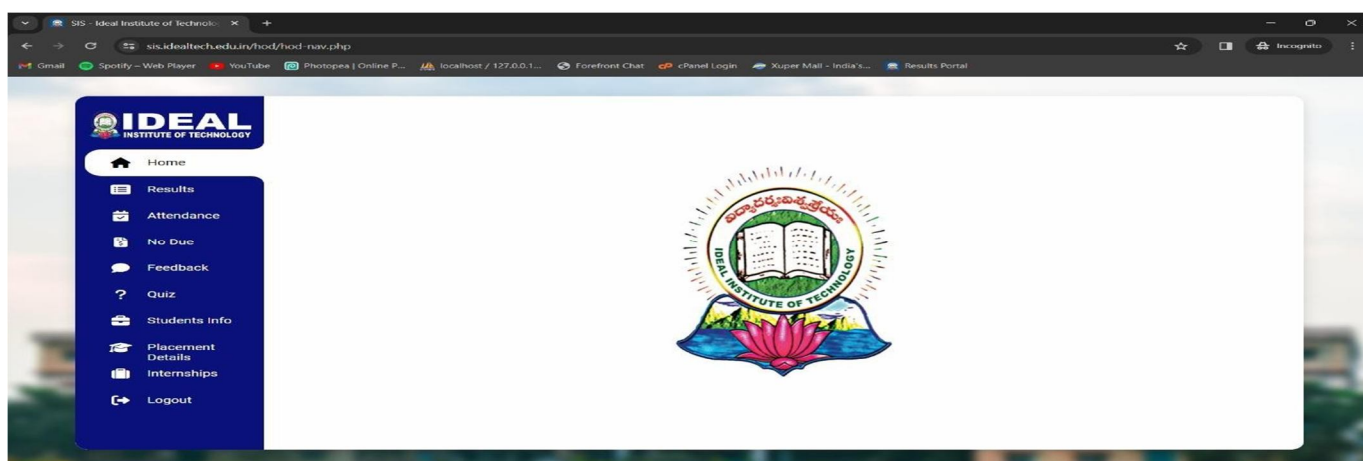 SIS - Ideal Institute of Technolo
sis.idealtech.edu.in/hod/hod-nav.php
Incognito
Gmail
Spotify – Web Player
YouTube
Photopea | Online P...
localhost / 127.0.0.1...
Forefront Chat
cPanel Login
Xuper Mall - India's...
Results Portal
IDEAL
INSTITUTE OF TECHNOLOGY
Home
Results
Attendance
No Due
Feedback
Quiz
Students Info
Placement
Details
Internships
Logout
IDEAL INSTITUTE OF TECHNOLOGY